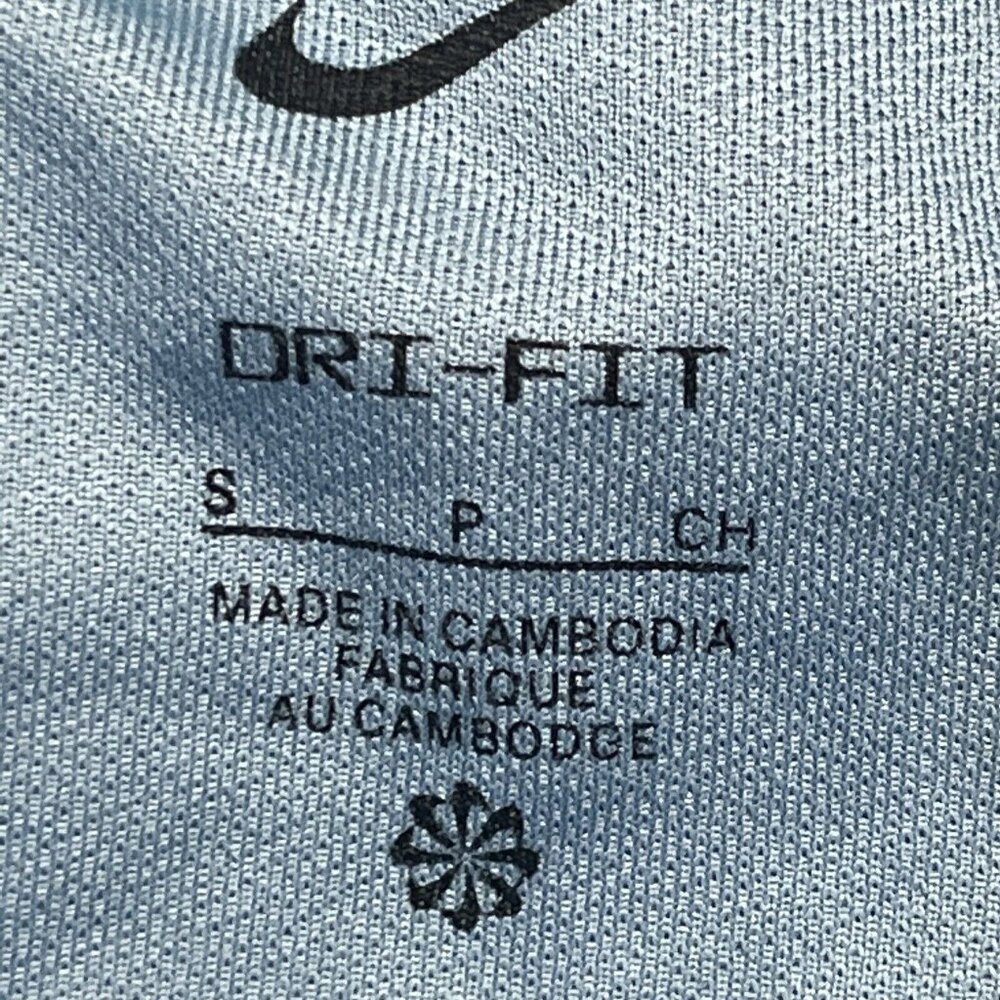 DRI-FIT
S P CH
MADE IN CAMBODIA
FABRIQUE
AU CAMBODGE